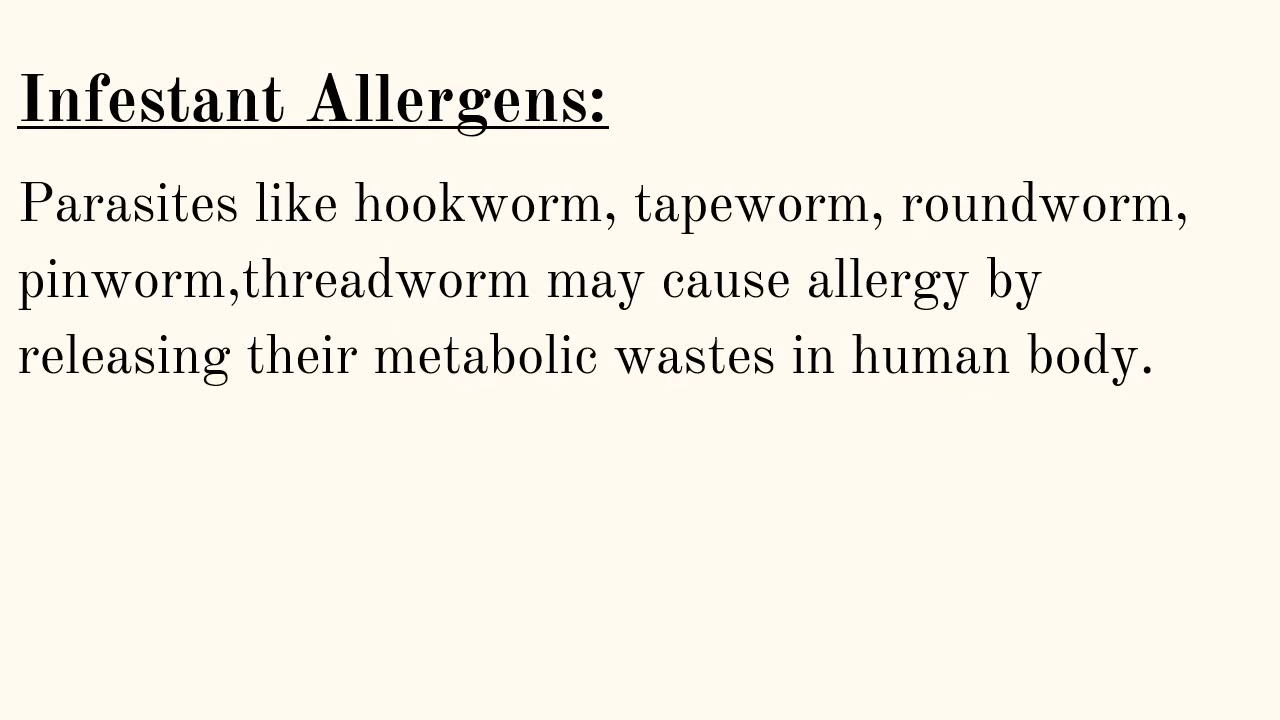 Infestant Allergens:
Parasites like hookworm, tapeworm, roundworm,
pinworm,threadworm may cause allergy by
releasing their metabolic wastes in human body.